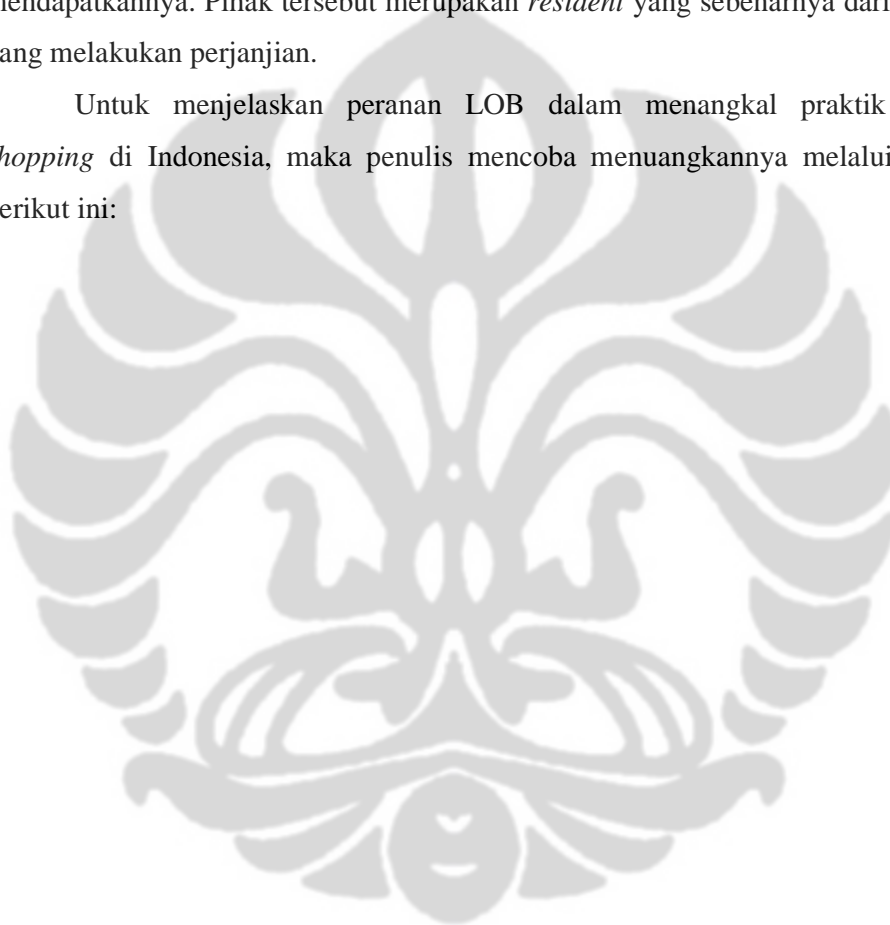 mendapatkannya. Pihak tersebut merupakan resident yang sebenarnya dari
ang melakukan perjanjian.
Untuk menjelaskan peranan LOB dalam menangkal praktik
hopping di Indonesia, maka penulis mencoba menuangkannya melalui
erikut ini: